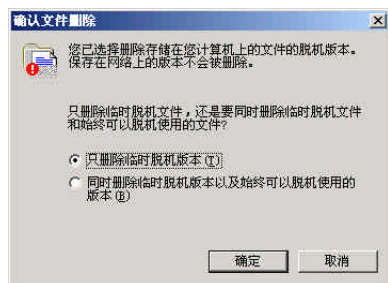 确认文件删除
您已选择删除存储在您计算机上的文件的脱机版本。
保存在网络上的版本不会被删除。
只删除临时脱机文件，还是要同时删除临时脱机文件
和始终可以脱机使用的文件?
只删除临时脱机版本(T)
同时删除临时脱机版本以及始终可以脱机使用的
版本(B)
确定
取消